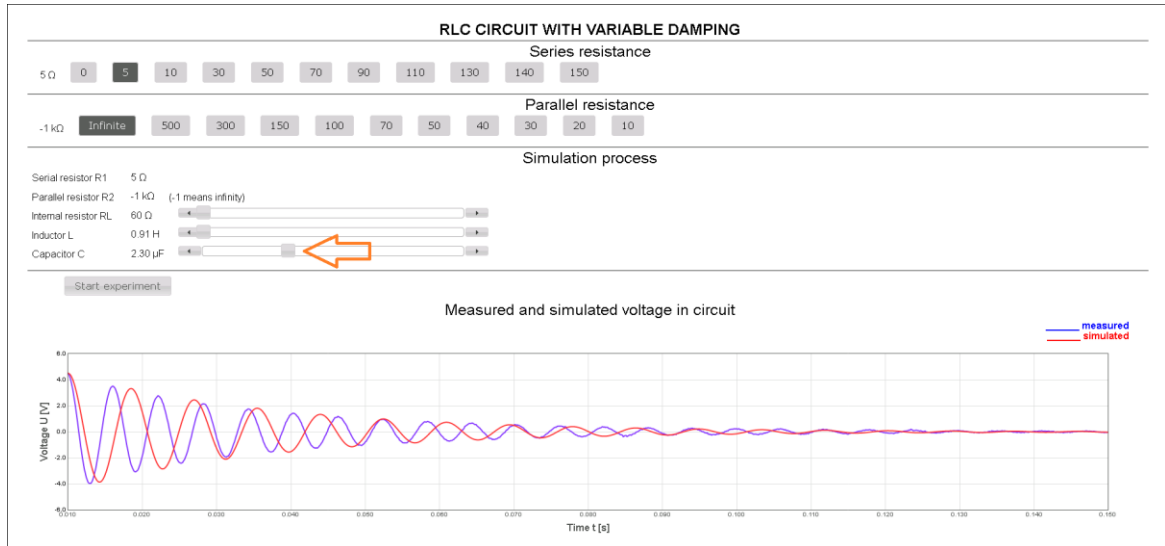 RLC CIRCUIT WITH VARIABLE DAMPING
Series resistance
5 Ω 0 5 10 30 50 70 90 110 130 140 150
Parallel resistance
-1 kΩ Infinite 500 300 150 100 70 50 40 30 20 10
Simulation process
Serial resistor R1 5 Ω
Parallel resistor R2 -1 kΩ (-1 means infinity)
Internal resistor RL 60 Ω
Inductor L 0.91 H
Capacitor C 2.30 µF
Start experiment
Measured and simulated voltage in circuit
measured
simulated
6.0
4.0
2.0
0.0
-2.0
-4.0
-6.0
Voltage U [V]
0.010 0.020 0.030 0.040 0.050 0.060 0.070 0.080 0.090 0.100 0.110 0.120 0.130 0.140 0.150
Time t [s]